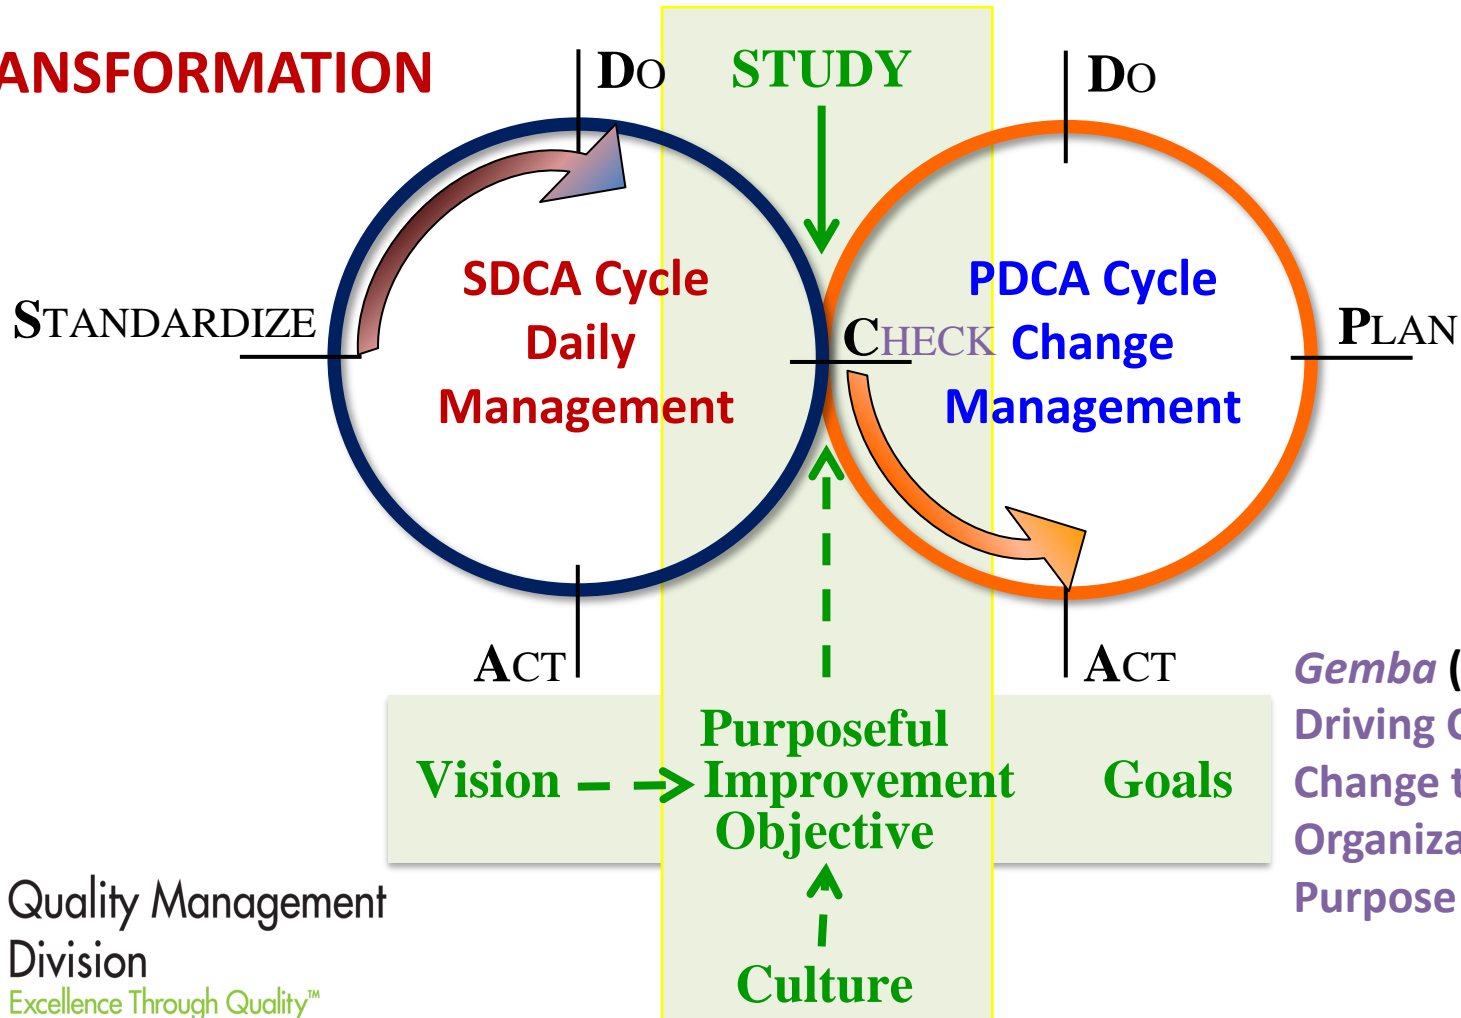 ANSFORMATION
DO
STUDY
DO
SDCA Cycle
Daily
Management
PDCA Cycle
Change
Management
STANDARDIZE
CHECK
PLAN
ACT
ACT
Vision
Purposeful
Improvement
Objective
Goals
Culture
Gemba (
Driving
Change t
Organiza
Purpose
Quality Management
Division
Excellence Through Quality™